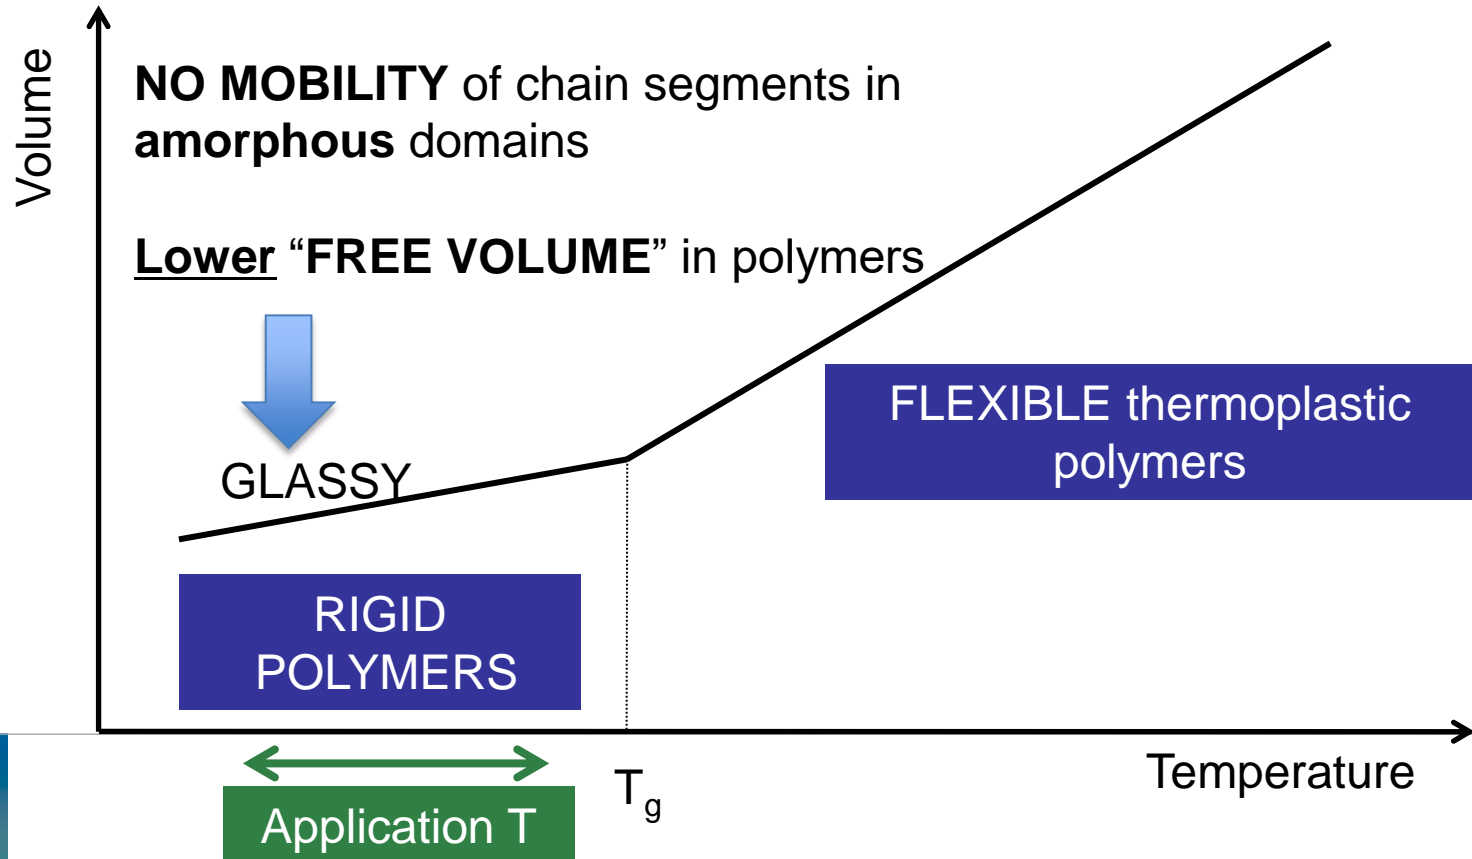 Volume
NO MOBILITY of chain segments in
amorphous domains
Lower “FREE VOLUME” in polymers
GLASSY
FLEXIBLE thermoplastic
polymers
RIGID
POLYMERS
Tg
Temperature
Application T